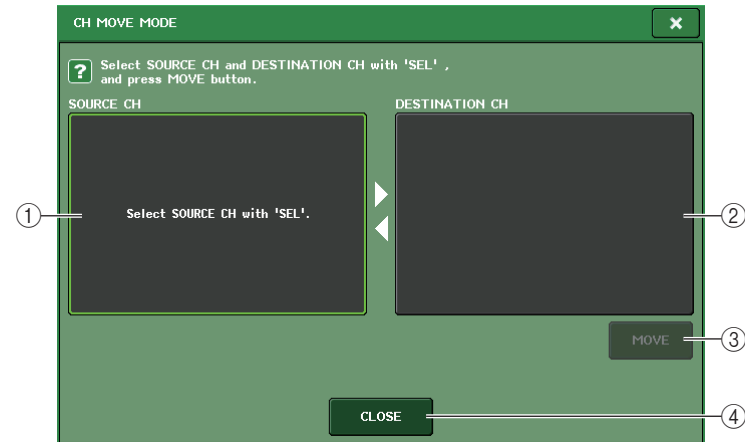 CH MOVE MODE
×
? Select SOURCE CH and DESTINATION CH with 'SEL' ,
and press MOVE button.
SOURCE CH
DESTINATION CH
① Select SOURCE CH with 'SEL'.
②
MOVE ③
CLOSE ④